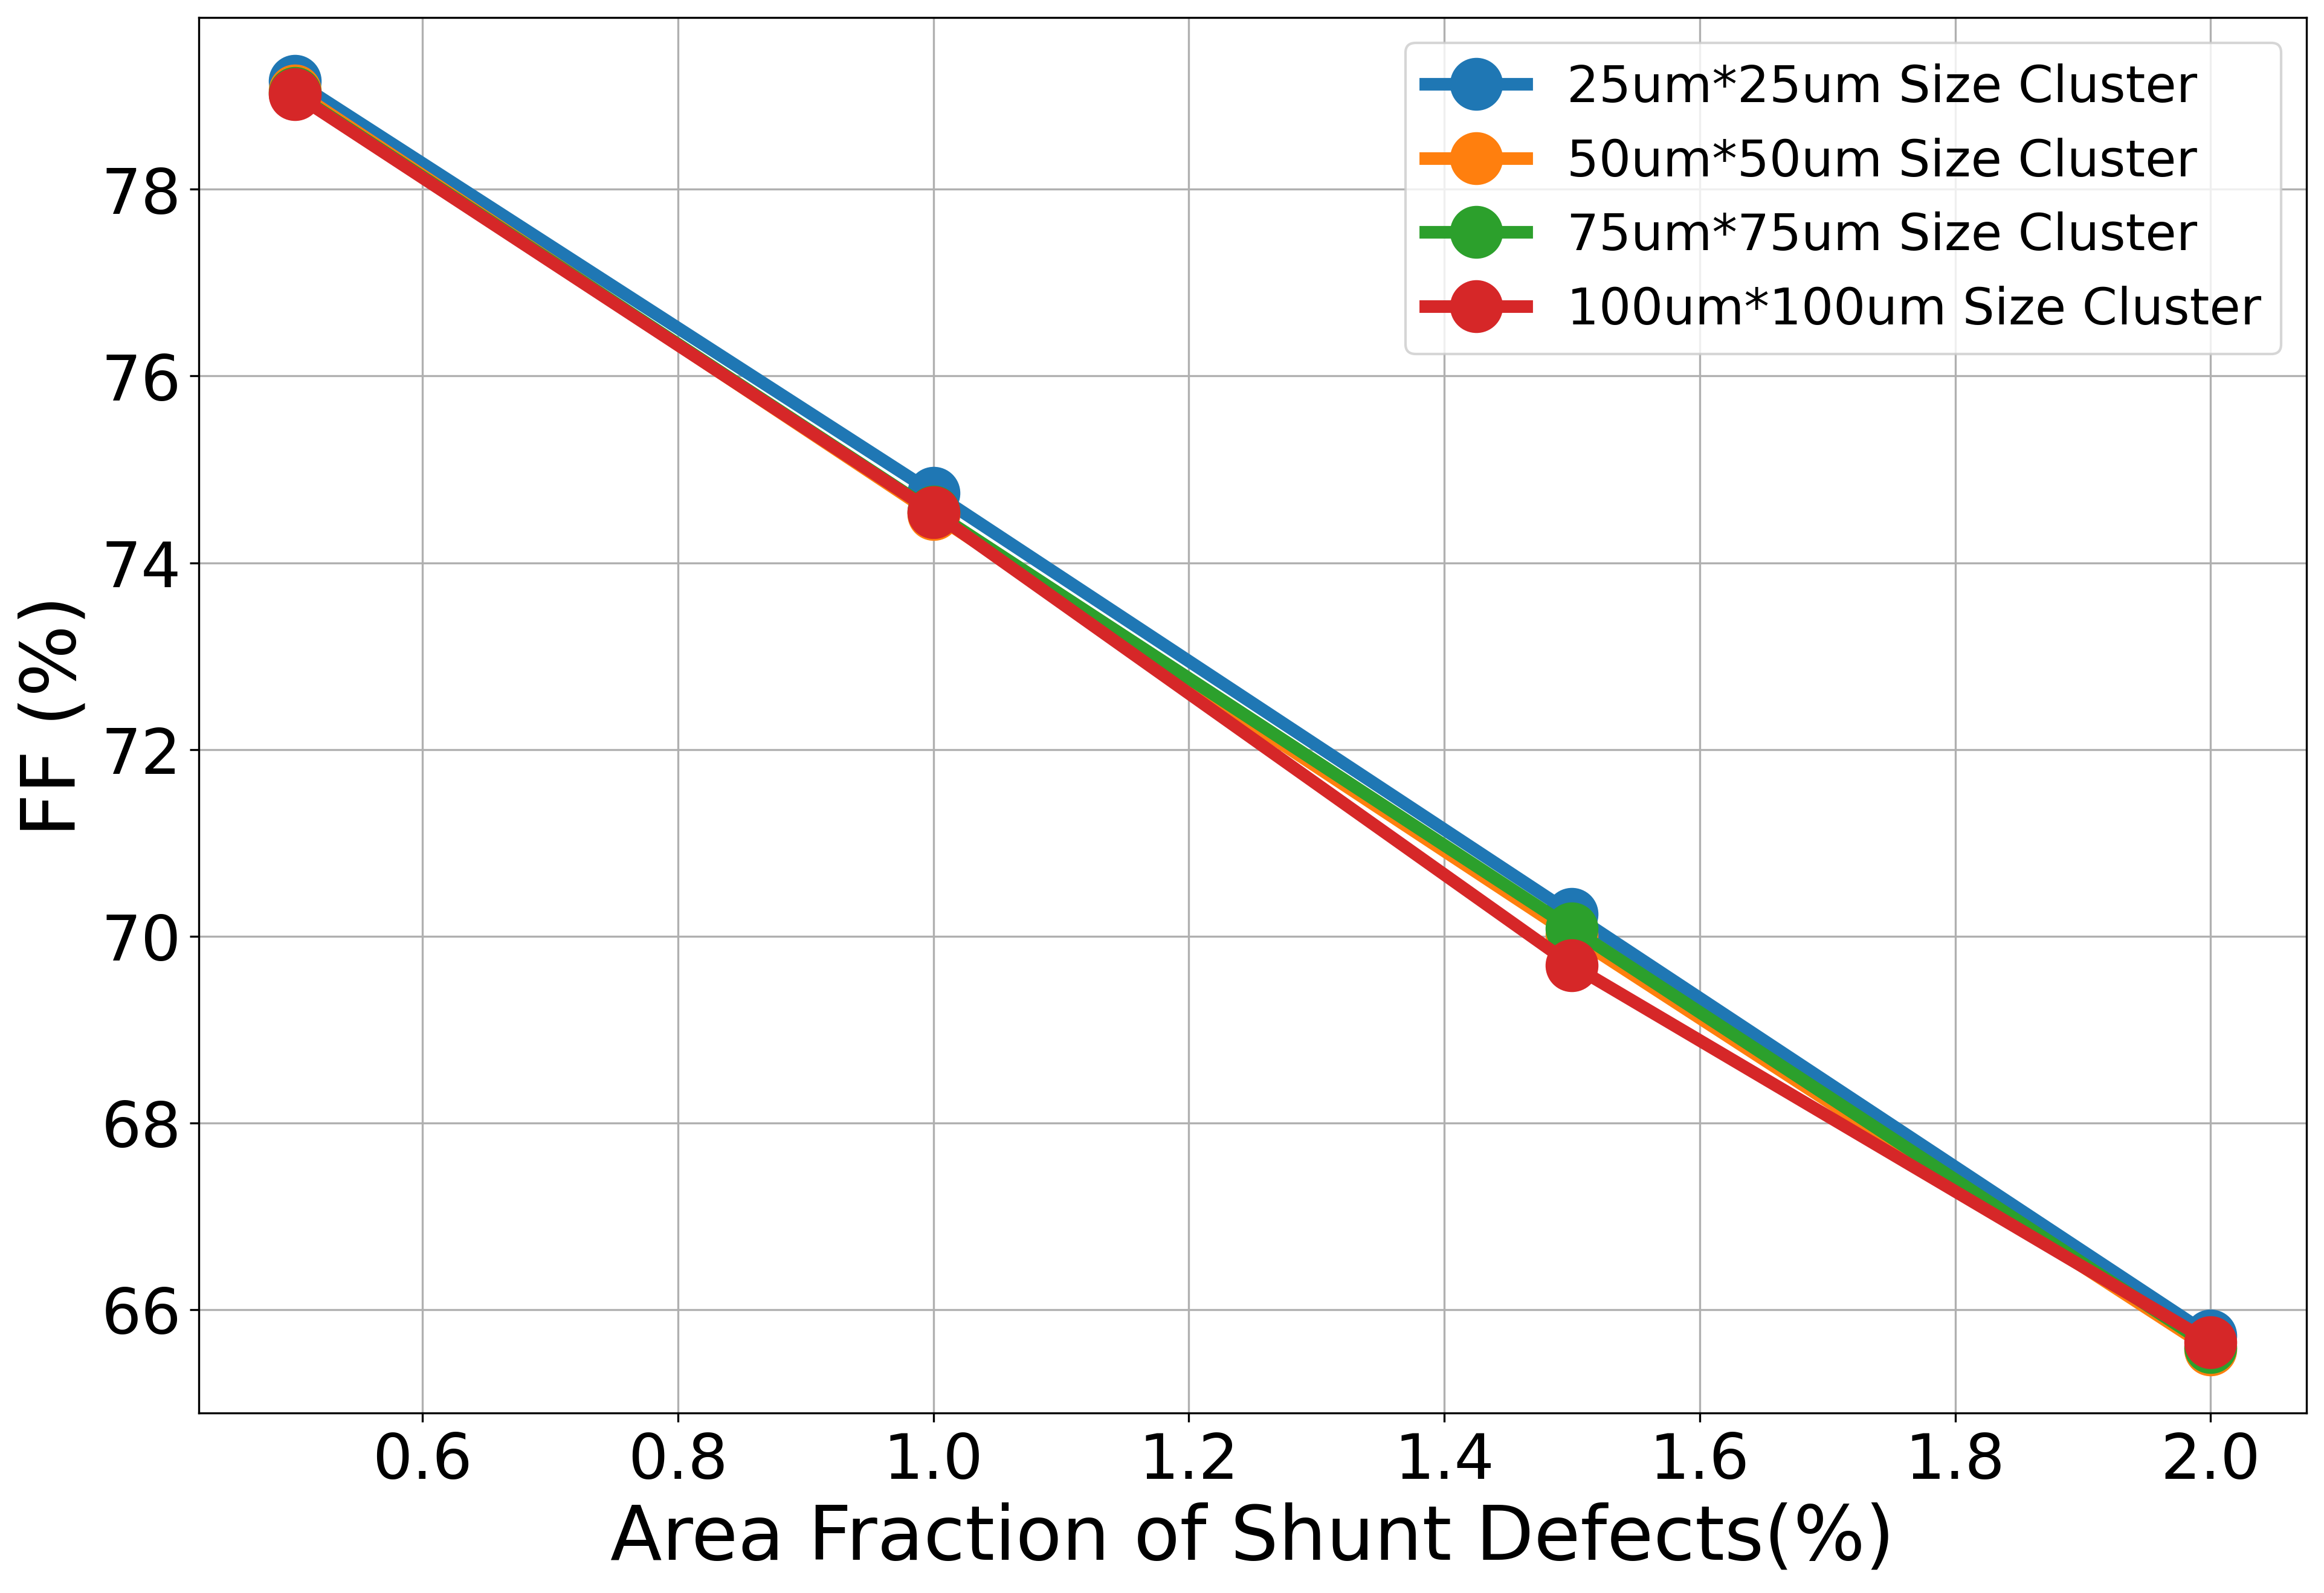 25um*25um Size Cluster
50um*50um Size Cluster
75um*75um Size Cluster
100um*100um Size Cluster
78
76
74
72
70
68
66
FF (%)
0.6 0.8 1.0 1.2 1.4 1.6 1.8 2.0
Area Fraction of Shunt Defects(%)